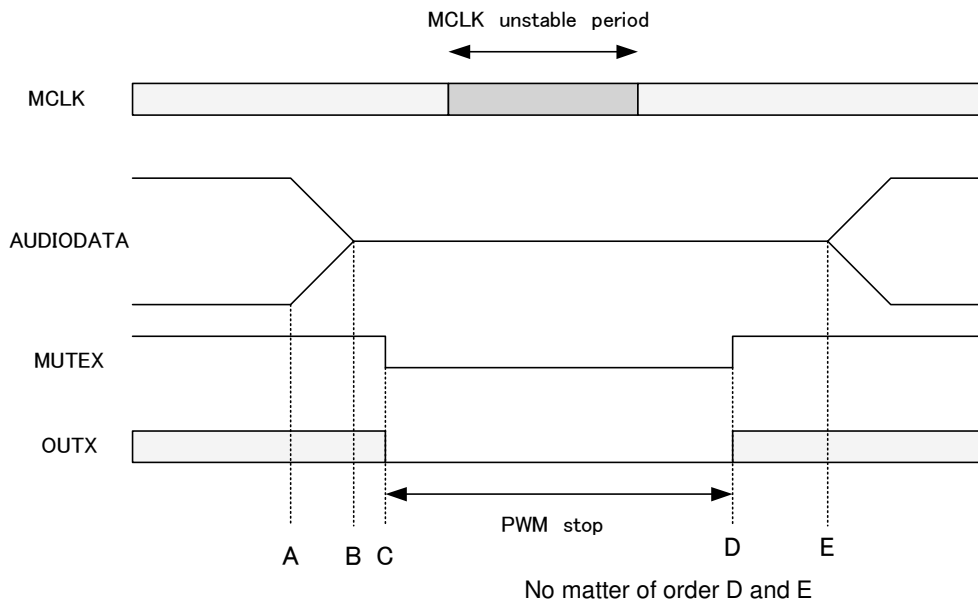 MCLK unstable period
MCLK
AUDIODATA
MUTEX
OUTX
PWM stop
A B C D E
No matter of order D and E